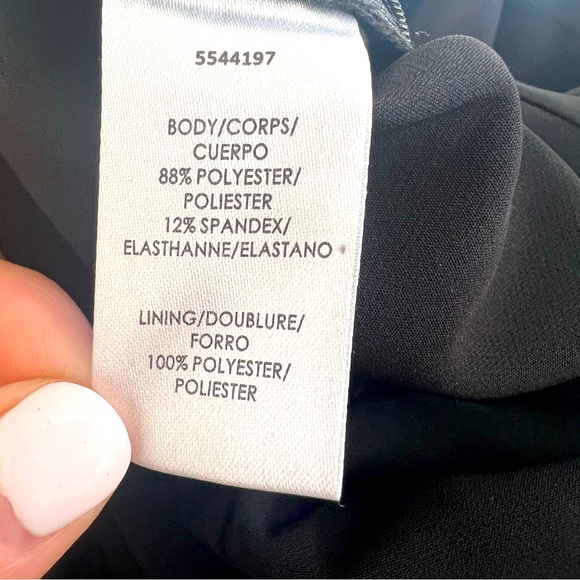 5544197
BODY/CORPS/
CUERPO
88% POLYESTER/
POLIESTER
12% SPANDEX/
ELASTHANNE/ELASTANO
LINING/DOUBLURE/
FORRO
100% POLYESTER/
POLIESTER